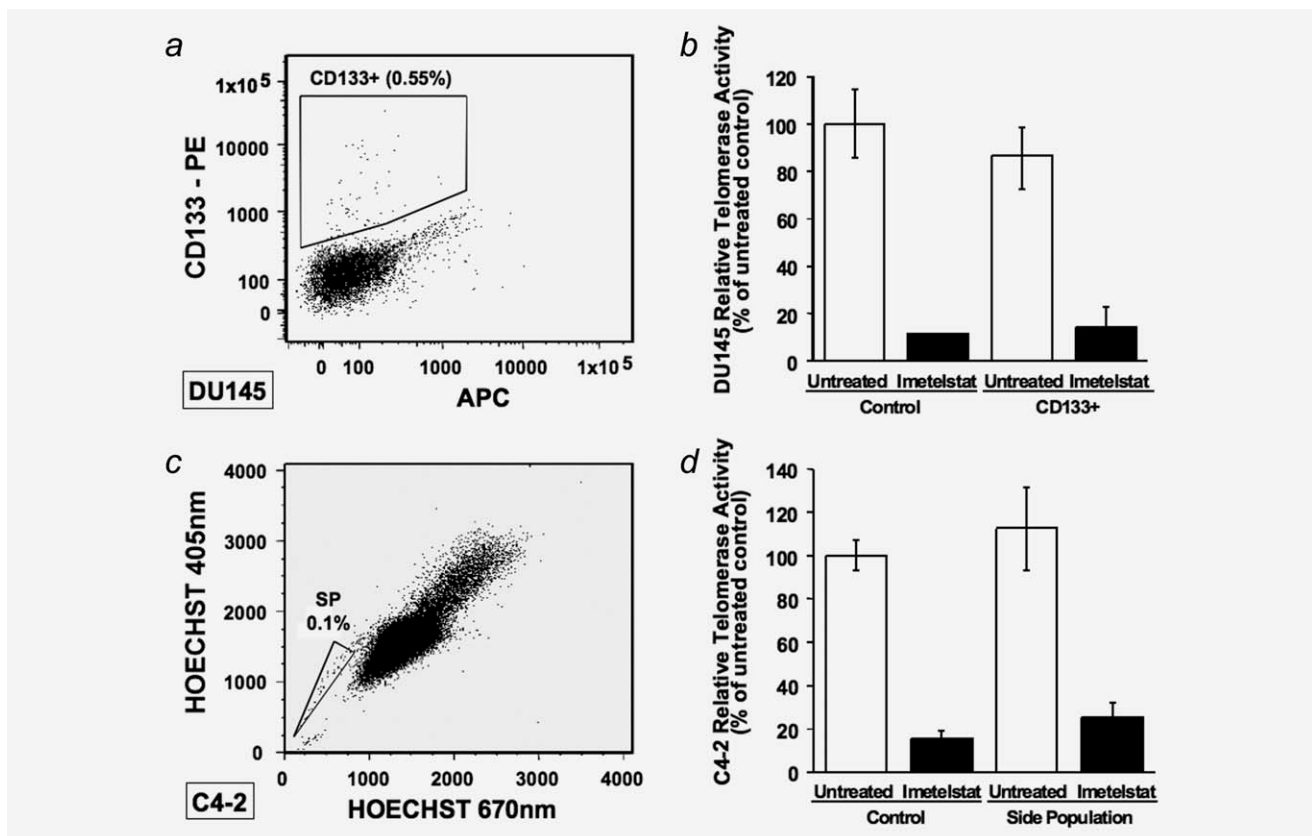 a
CD133+ (0.55%)
1x10⁵
10000
1000
100
0
CD133 - PE
0 100 1000 10000 1x10⁵
APC
DU145
b
DU145 Relative Telomerase Activity
(% of untreated control)
120
100
80
60
40
20
0
Untreated Imetelstat Untreated Imetelstat
Control CD133+
c
4000
3000
2000
1000
0
HOECHST 405nm
SP
0.1%
0 1000 2000 3000 4000
HOECHST 670nm
C4-2
d
C4-2 Relative Telomerase Activity
(% of untreated control)
140
120
100
80
60
40
20
0
Untreated Imetelstat Untreated Imetelstat
Control Side Population